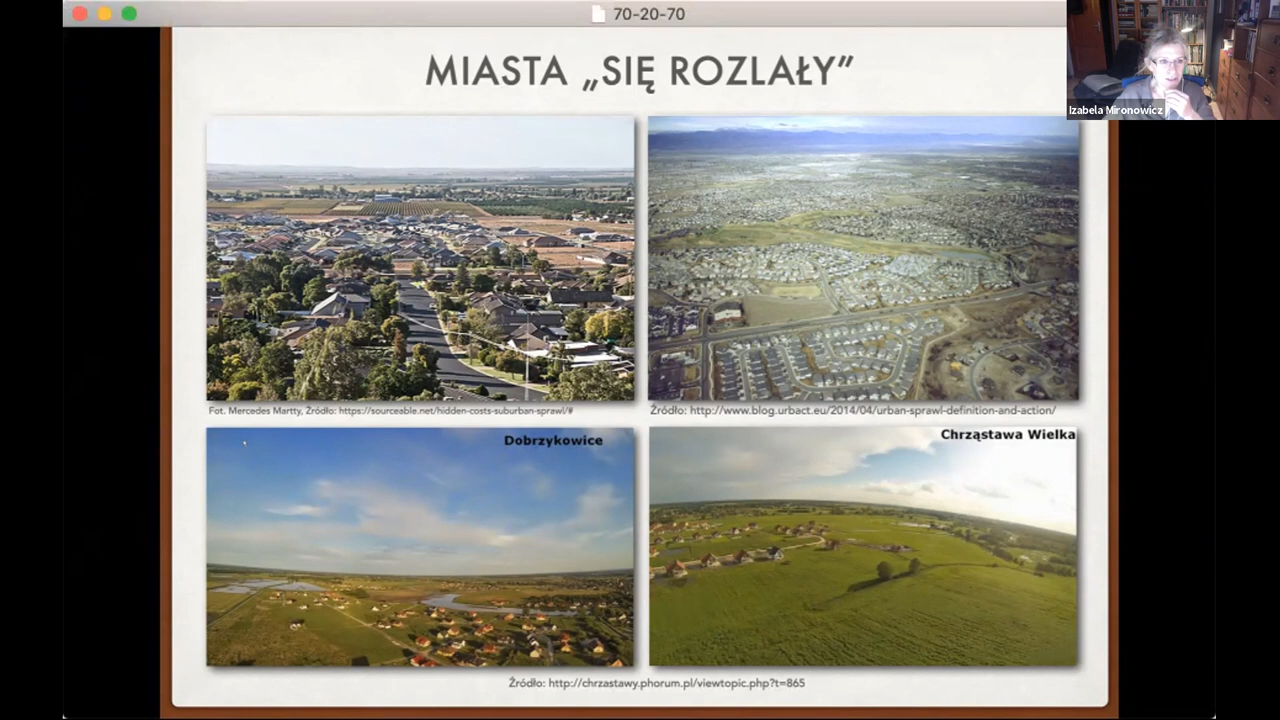 70-20-70
Izabela Mironowicz
MIASTA „SIĘ ROZLAŁY”
Fot. Mercedes Martty, Źródło: https://sourceable.net/hidden-costs-suburban-sprawl/#
Źródło: http://www.blog.urbact.eu/2014/04/urban-sprawl-definition-and-action/
Dobrzykowice
Chrząstawa Wielka
Źródło: http://chrzastawy.phorum.pl/viewtopic.php?t=865